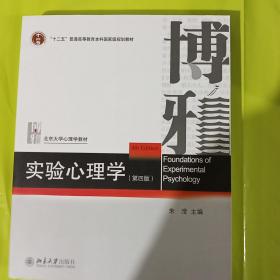 "十二五"普通高等教育本科国家级规划教材
博雅
北京大学心理学教材
4th Edition
实验心理学（第四版）
Foundations of
Experimental
Psychology
朱滢 主编
北京大学出版社